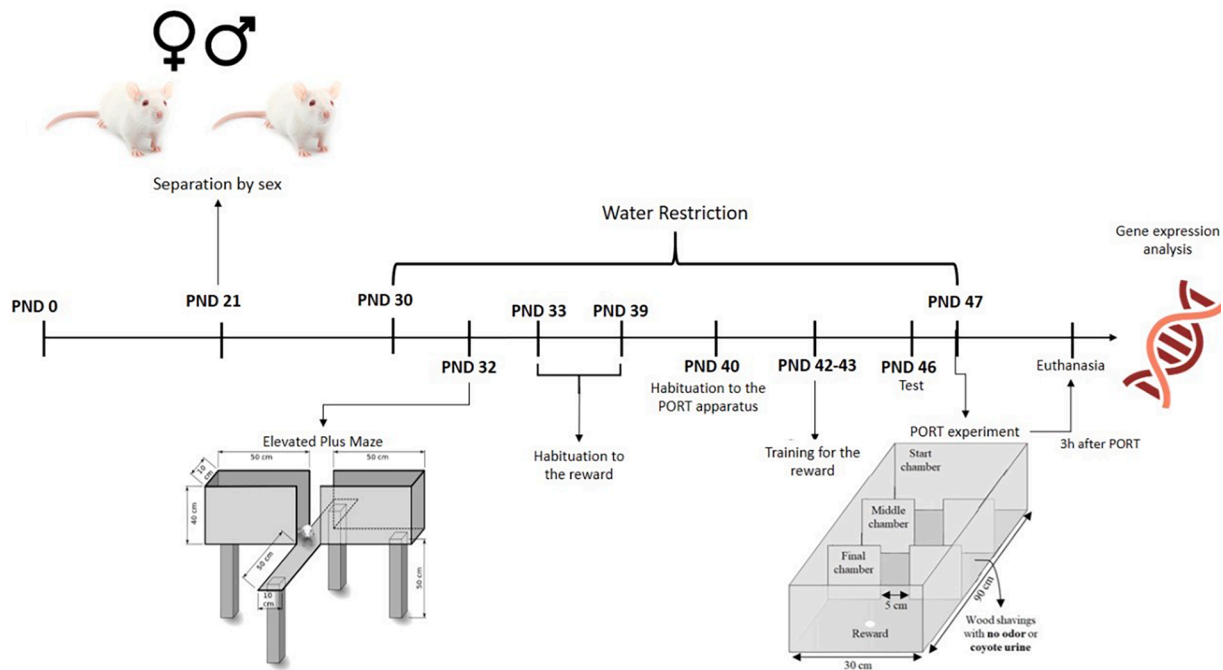 Separation by sex
Water Restriction
Gene expression
analysis
PND 0
PND 21
PND 30
PND 33
PND 39
PND 47
PND 32
PND 40
Habituation to the
PORT apparatus
PND 42-43
PND 46
Test
Euthanasia
Elevated Plus Maze
Habituation to
the reward
Training for the
reward
PORT experiment
3h after PORT
50 cm
50 cm
10
cm
40 cm
50 cm
10
cm
50 cm
Start
chamber
Middle
chamber
Final
chamber
5 cm
90 cm
Reward
30 cm
Wood shavings
with no odor or
coyote urine